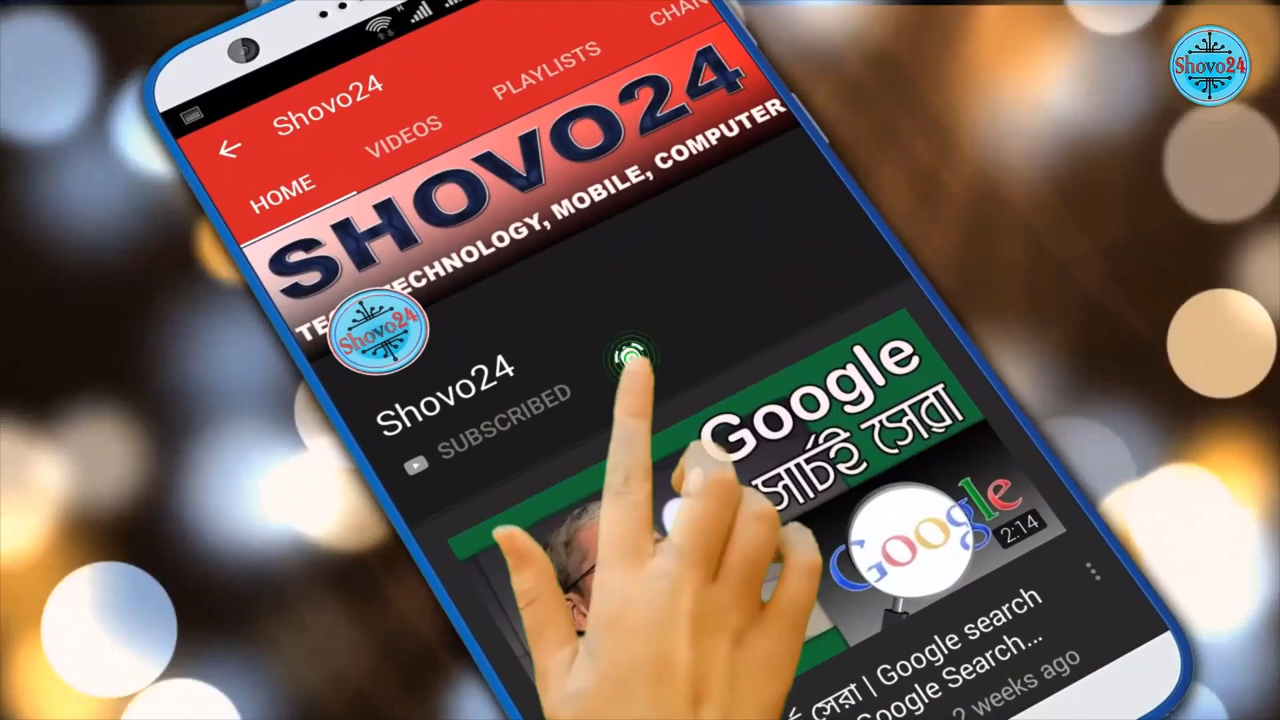 Shovo24
Shovo24
HOME
VIDEOS
PLAYLISTS
SHOVO24
TECHNOLOGY, MOBILE, COMPUTER
Shovo24
Shovo24
SUBSCRIBED
Google
সার্চই সেরা
Google
2:14
সেরা | Google search
Google Search...
2 weeks ago